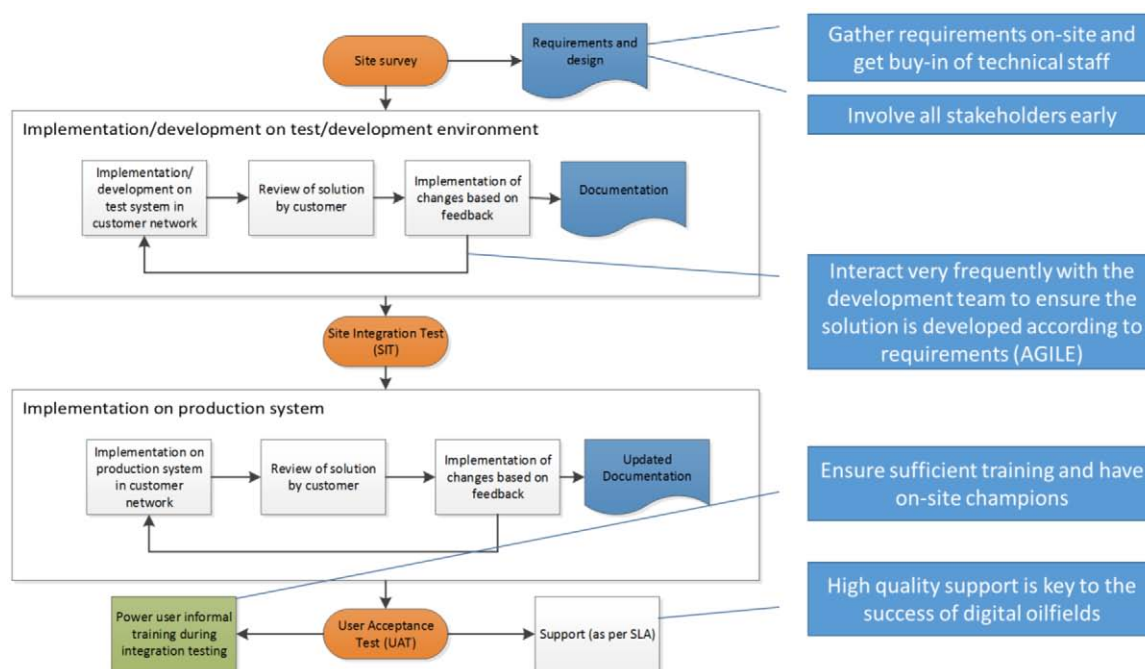 Site survey
Requirements and
design
Gather requirements on-site and
get buy-in of technical staff
Involve all stakeholders early
Implementation/development on test/development environment
Implementation/
development on
test system in
customer network
Review of solution
by customer
Implementation of
changes based on
feedback
Documentation
Interact very frequently with the
development team to ensure the
solution is developed according to
requirements (AGILE)
Site Integration Test
(SIT)
Implementation on production system
Implementation on
production system
in customer
network
Review of solution
by customer
Implementation of
changes based on
feedback
Updated
Documentation
Ensure sufficient training and have
on-site champions
Power user informal
training during
integration testing
User Acceptance
Test (UAT)
Support (as per SLA)
High quality support is key to the
success of digital oilfields